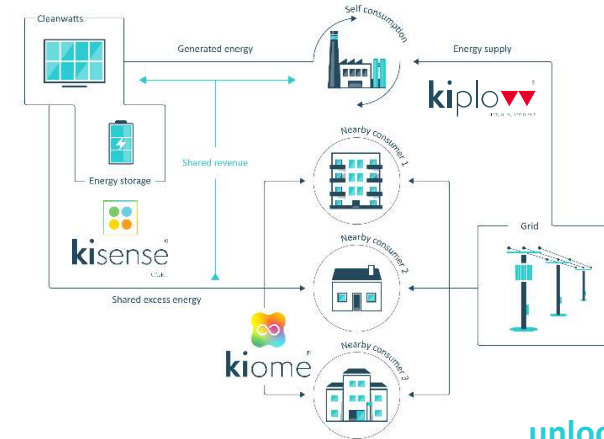 Cleanwatts
Self consumption
Generated energy
Energy supply
kiplo
Shared revenue
Nearby consumer 1
Energy storage
kisense
Grid
Nearby consumer 2
Shared excess energy
kiome
Nearby consumer 3
unloc